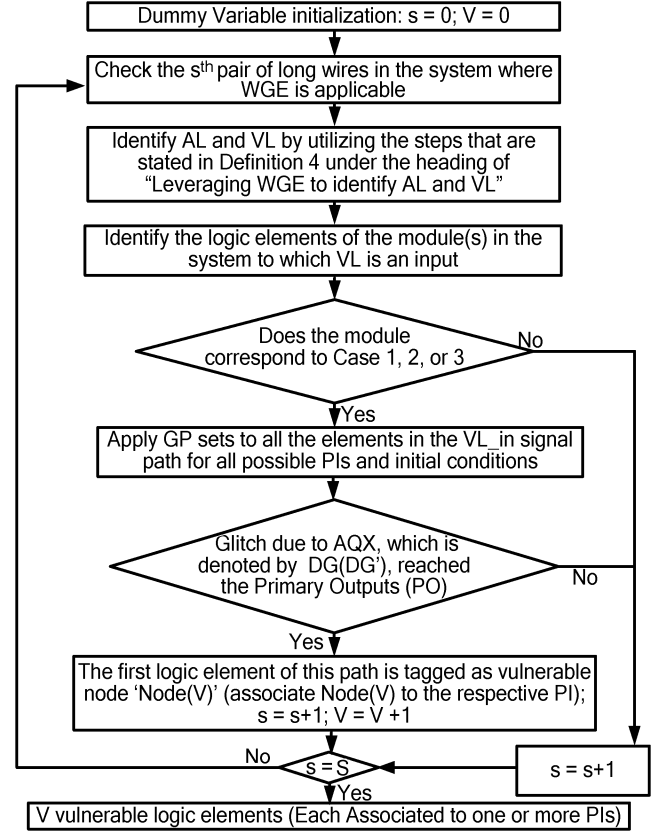 Dummy Variable initialization: s = 0; V = 0
Check the sth pair of long wires in the system where
WGE is applicable
Identify AL and VL by utilizing the steps that are
stated in Definition 4 under the heading of
“Leveraging WGE to identify AL and VL”
Identify the logic elements of the module(s) in the
system to which VL is an input
Does the module
correspond to Case 1, 2, or 3
No
Yes
Apply GP sets to all the elements in the VL_in signal
path for all possible PIs and initial conditions
Glitch due to AQX, which is
denoted by DG(DG’), reached
the Primary Outputs (PO)
No
Yes
The first logic element of this path is tagged as vulnerable
node ‘Node(V)’ (associate Node(V) to the respective PI);
s = s+1; V = V +1
No
s = S
s = s+1
Yes
V vulnerable logic elements (Each Associated to one or more PIs)